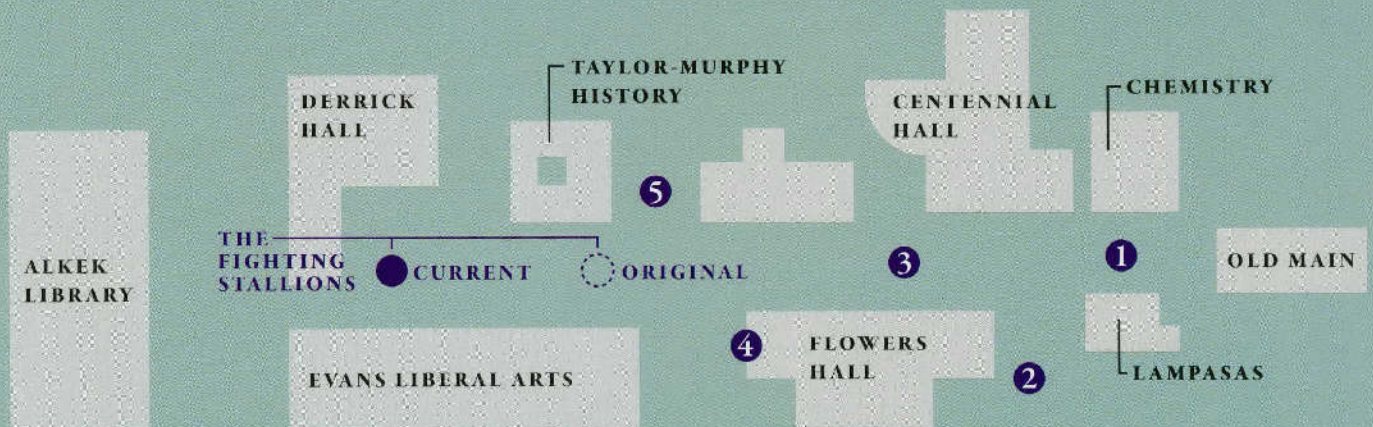 TAYLOR-MURPHY
HISTORY
DERRICK
HALL
CENTENNIAL
HALL
CHEMISTRY
5
THE
FIGHTING
STALLIONS
CURRENT
ORIGINAL
3
1
OLD MAIN
ALKEK
LIBRARY
4
FLOWERS
HALL
2
LAMPASAS
EVANS LIBERAL ARTS